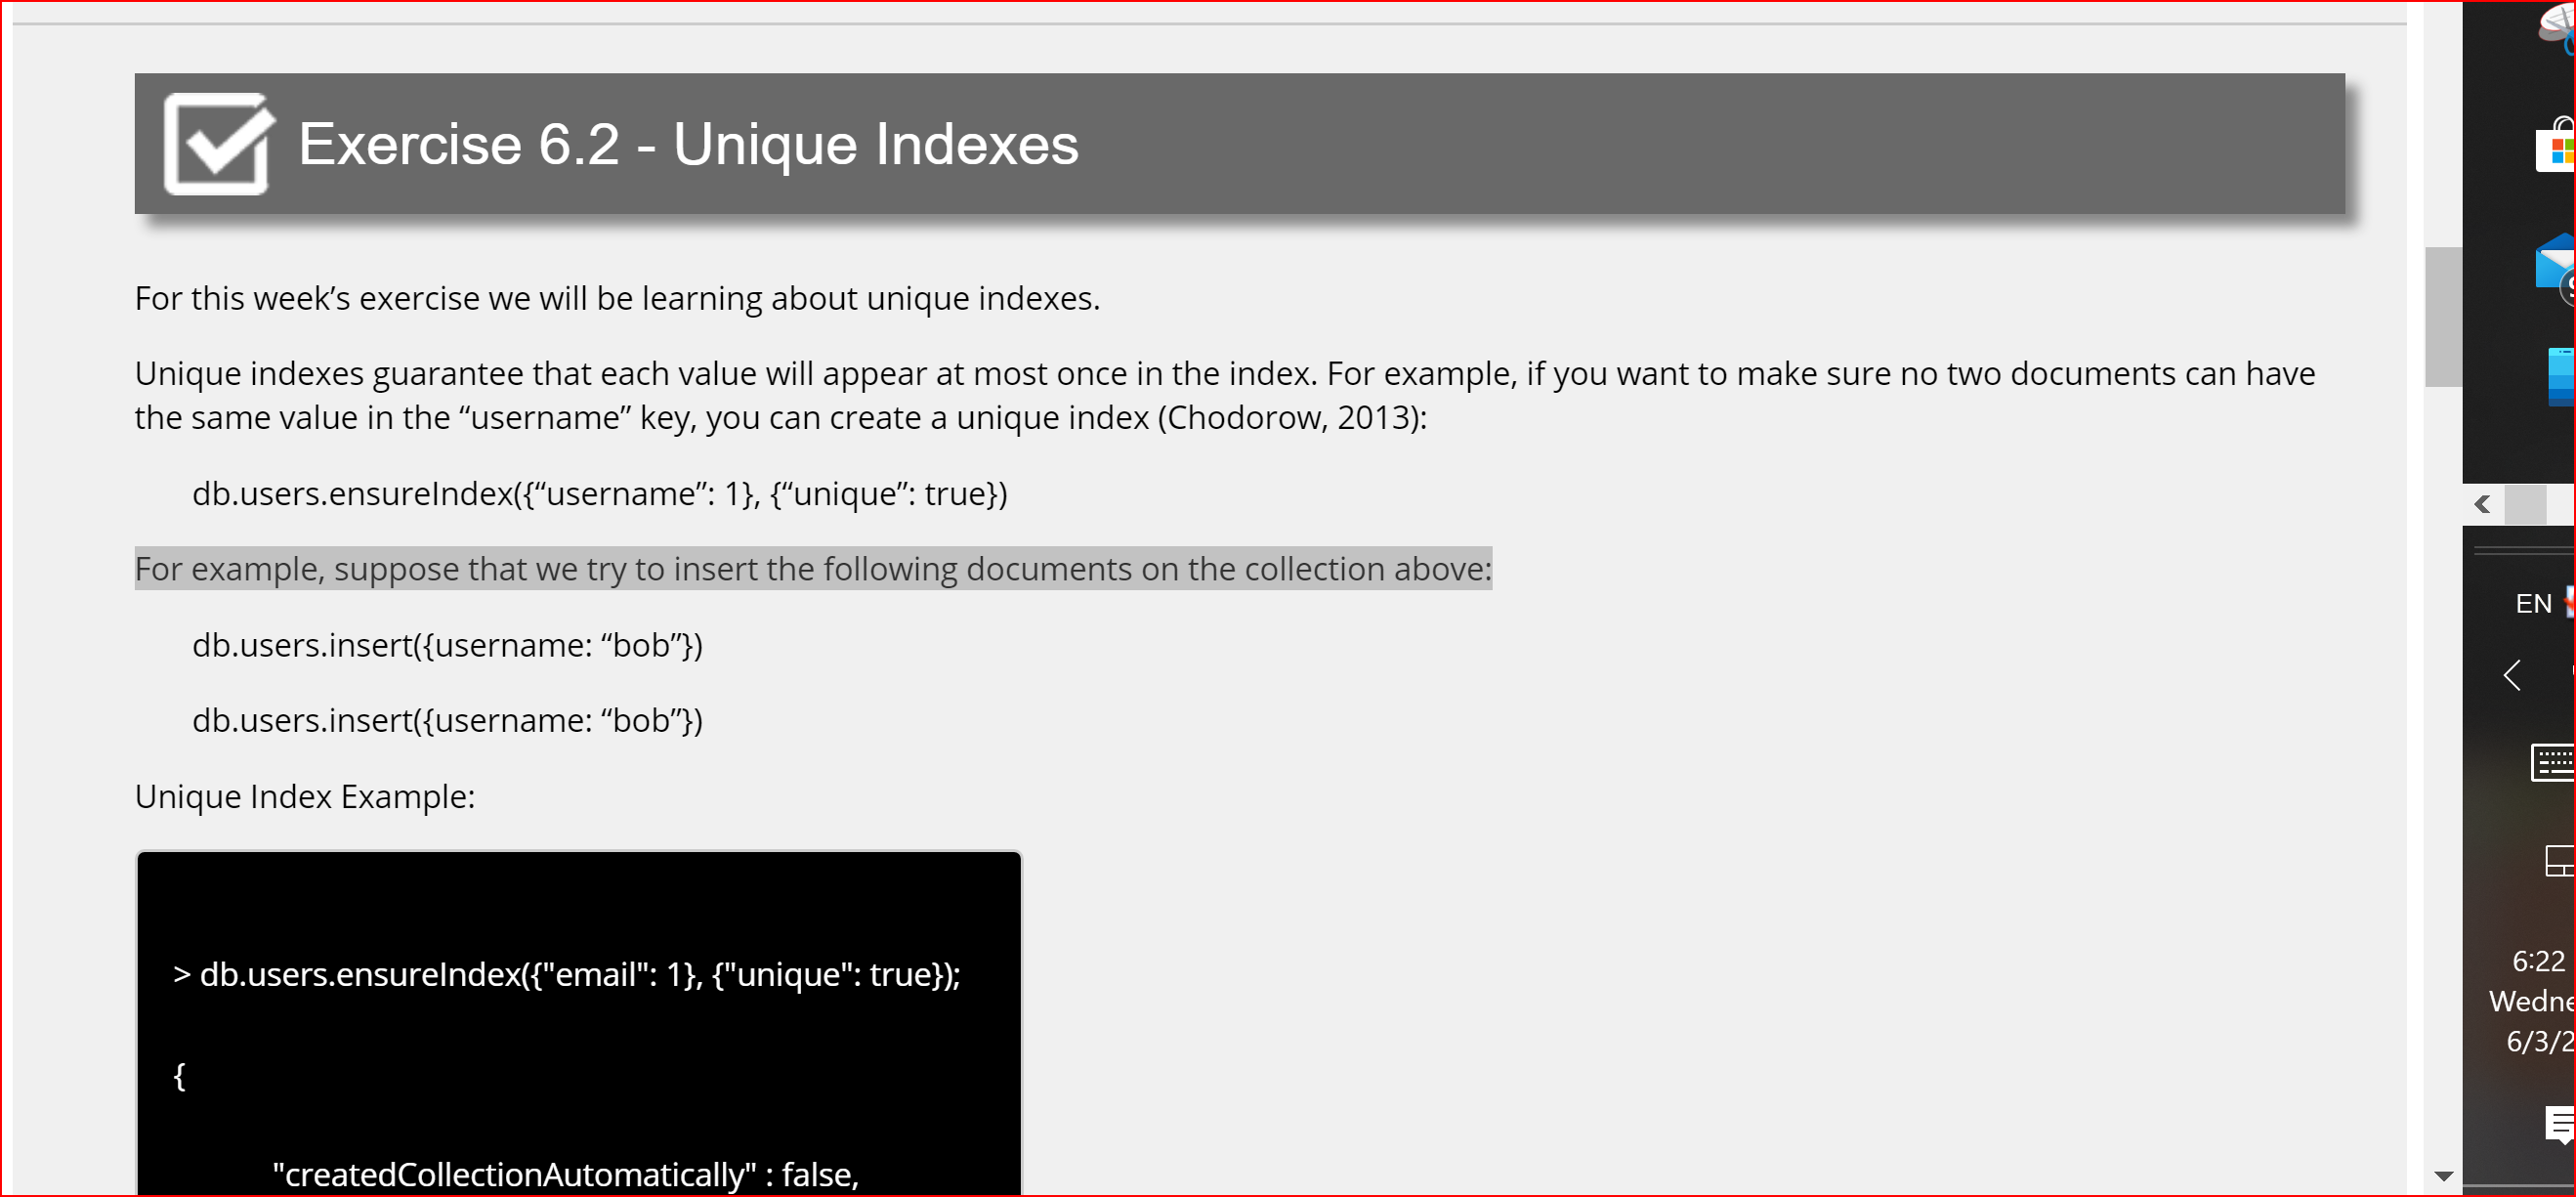 Exercise 6.2 - Unique Indexes
For this week’s exercise we will be learning about unique indexes.
Unique indexes guarantee that each value will appear at most once in the index. For example, if you want to make sure no two documents can have
the same value in the “username” key, you can create a unique index (Chodorow, 2013):
db.users.ensureIndex({“username”: 1}, {“unique”: true})
For example, suppose that we try to insert the following documents on the collection above:
db.users.insert({username: “bob”})
db.users.insert({username: “bob”})
Unique Index Example:
> db.users.ensureIndex({"email": 1}, {"unique": true});
{
"createdCollectionAutomatically" : false,
EN
6:22
Wedne
6/3/2